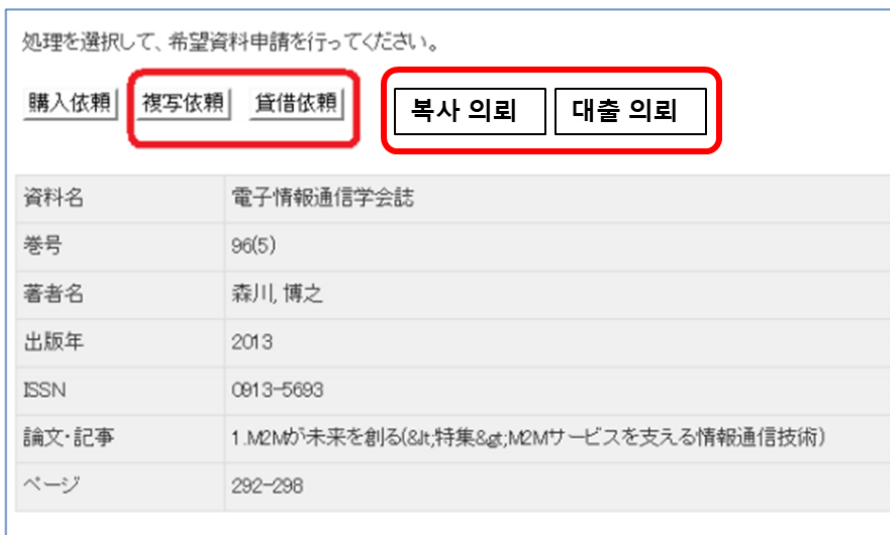 処理を選択して、希望資料申請を行ってください。
購入依頼 複写依頼 貸借依頼 복사 의뢰 대출 의뢰
資料名 電子情報通信学会誌
巻号 96(5)
著者名 森川, 博之
出版年 2013
ISSN 0913-5693
論文・記事 1.M2Mが未来を創る(&lt;特集&gt;M2Mサービスを支える情報通信技術)
ページ 292-298